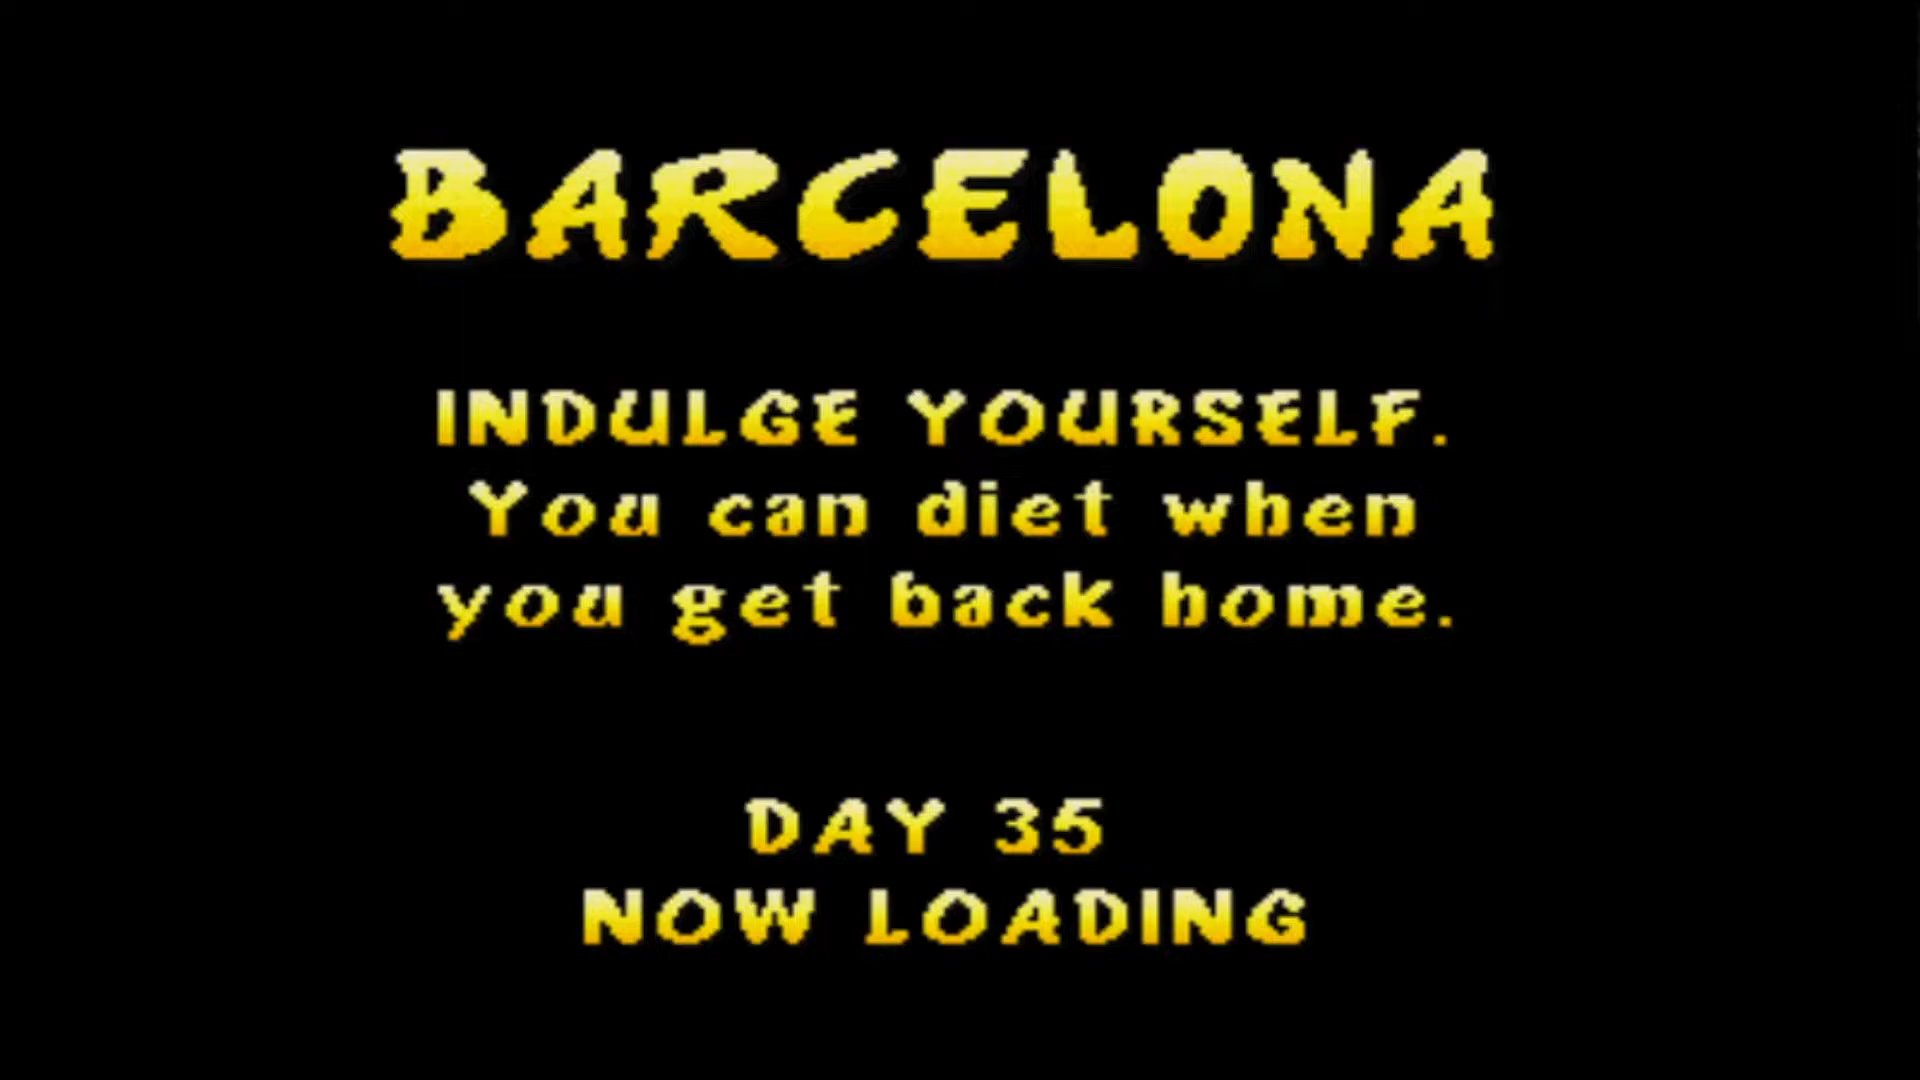 BARCELONA
INDULGE YOURSELF.
You can diet when
you get back home.
DAY 35
NOW LOADING